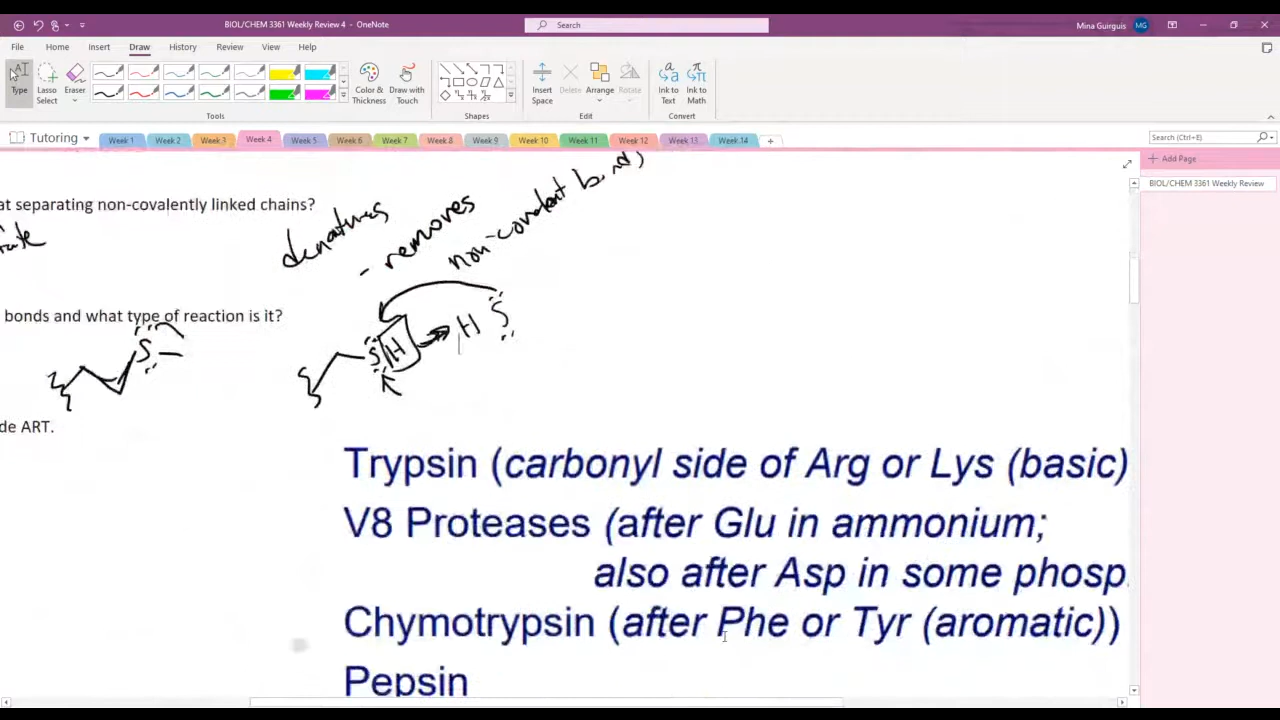 BIOL/CHEM 3361 Weekly Review 4 - OneNote
Search
Mina Guirguis
MG
File Home Insert Draw History Review View Help
Type
Lasso Select
Eraser
Color & Thickness
Draw with Touch
Insert Space
Delete
Arrange
Rotate
Ink to Text
Ink to Math
Tools
Shapes
Edit
Convert
Tutoring
Week 1 Week 2 Week 3 Week 4 Week 5 Week 6 Week 7 Week 8 Week 9 Week 10 Week 11 Week 12 Week 13 Week 14
Search (Ctrl+E)
Add Page
BIOL/CHEM 3361 Weekly Review
at separating non-covalently linked chains?
denatures
- removes
non-covalent bonds
bonds and what type of reaction is it?
S
S H H S
de ART.
Trypsin (carbonyl side of Arg or Lys (basic)
V8 Proteases (after Glu in ammonium;
also after Asp in some phosp
Chymotrypsin (after Phe or Tyr (aromatic))
Pepsin